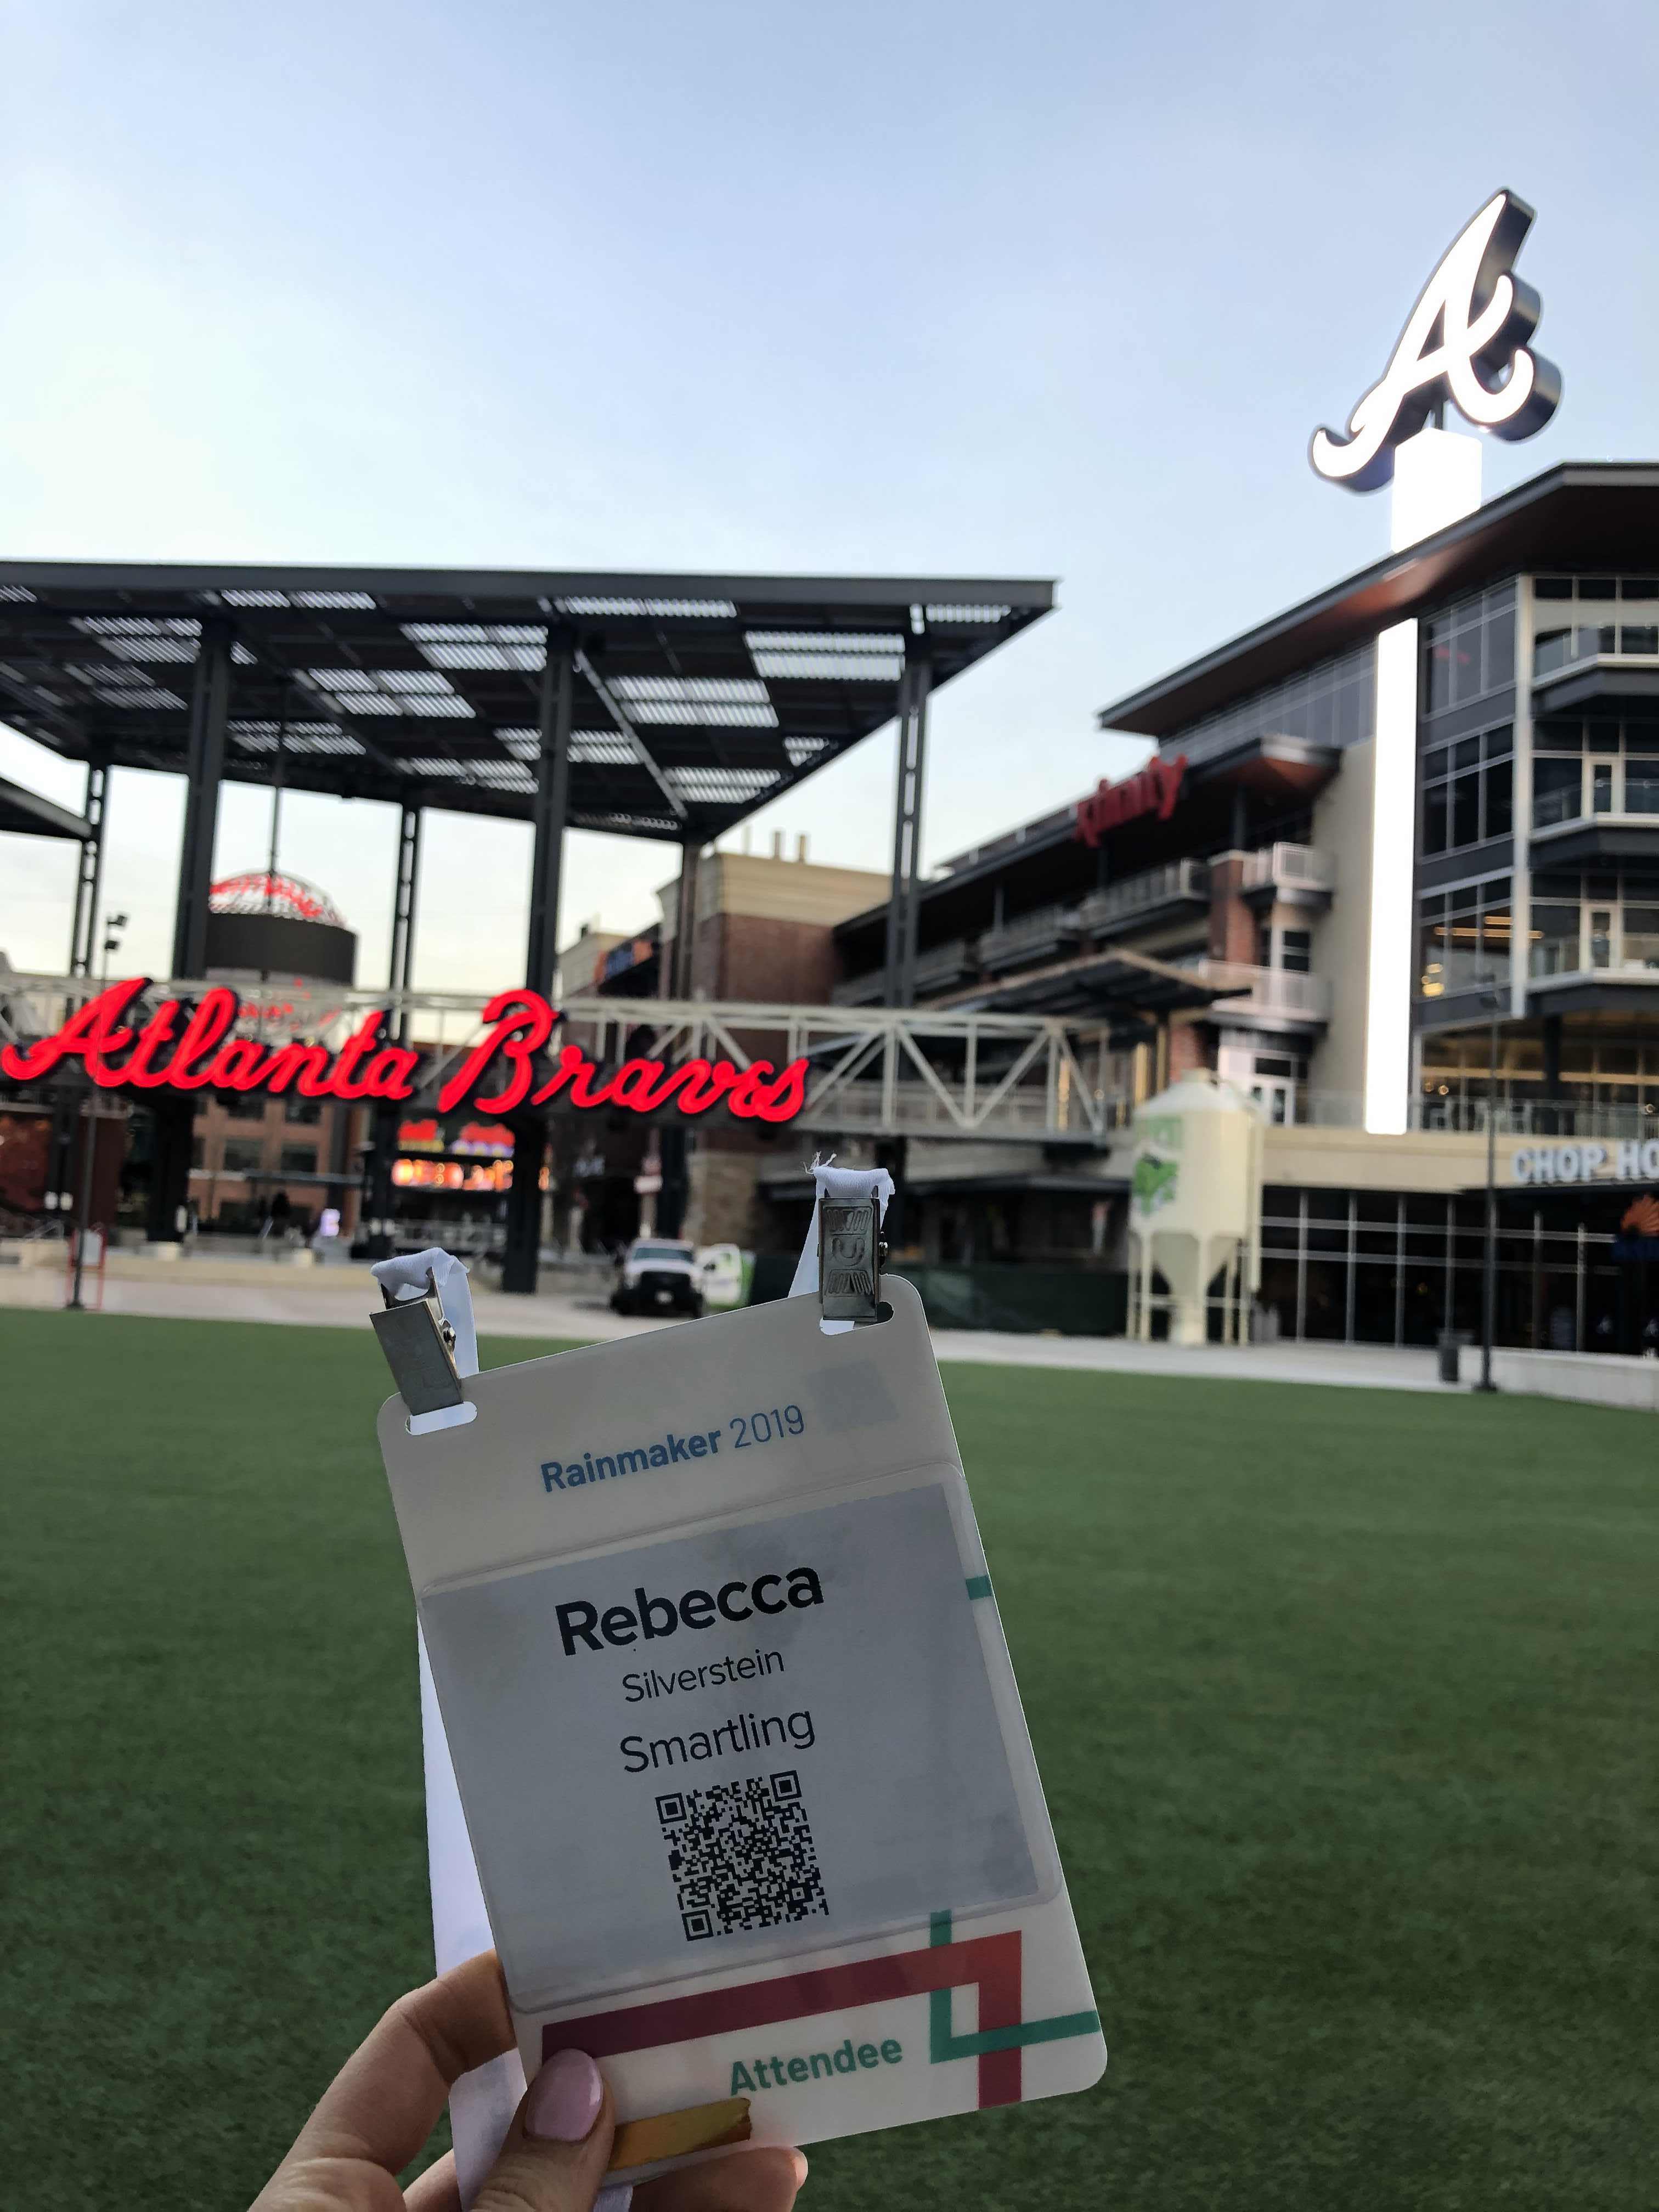 A
xfinity
Atlanta Braves
CHOP HO
Rainmaker 2019
Rebecca
Silverstein
Smartling
Attendee